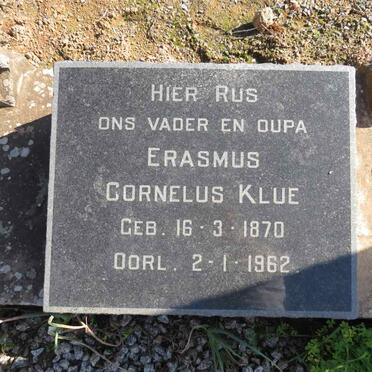 HIER RUS
ONS VADER EN OUPA
ERASMUS
CORNELUS KLUE
GEB. 16-3-1870
OORL. 2-1-1962